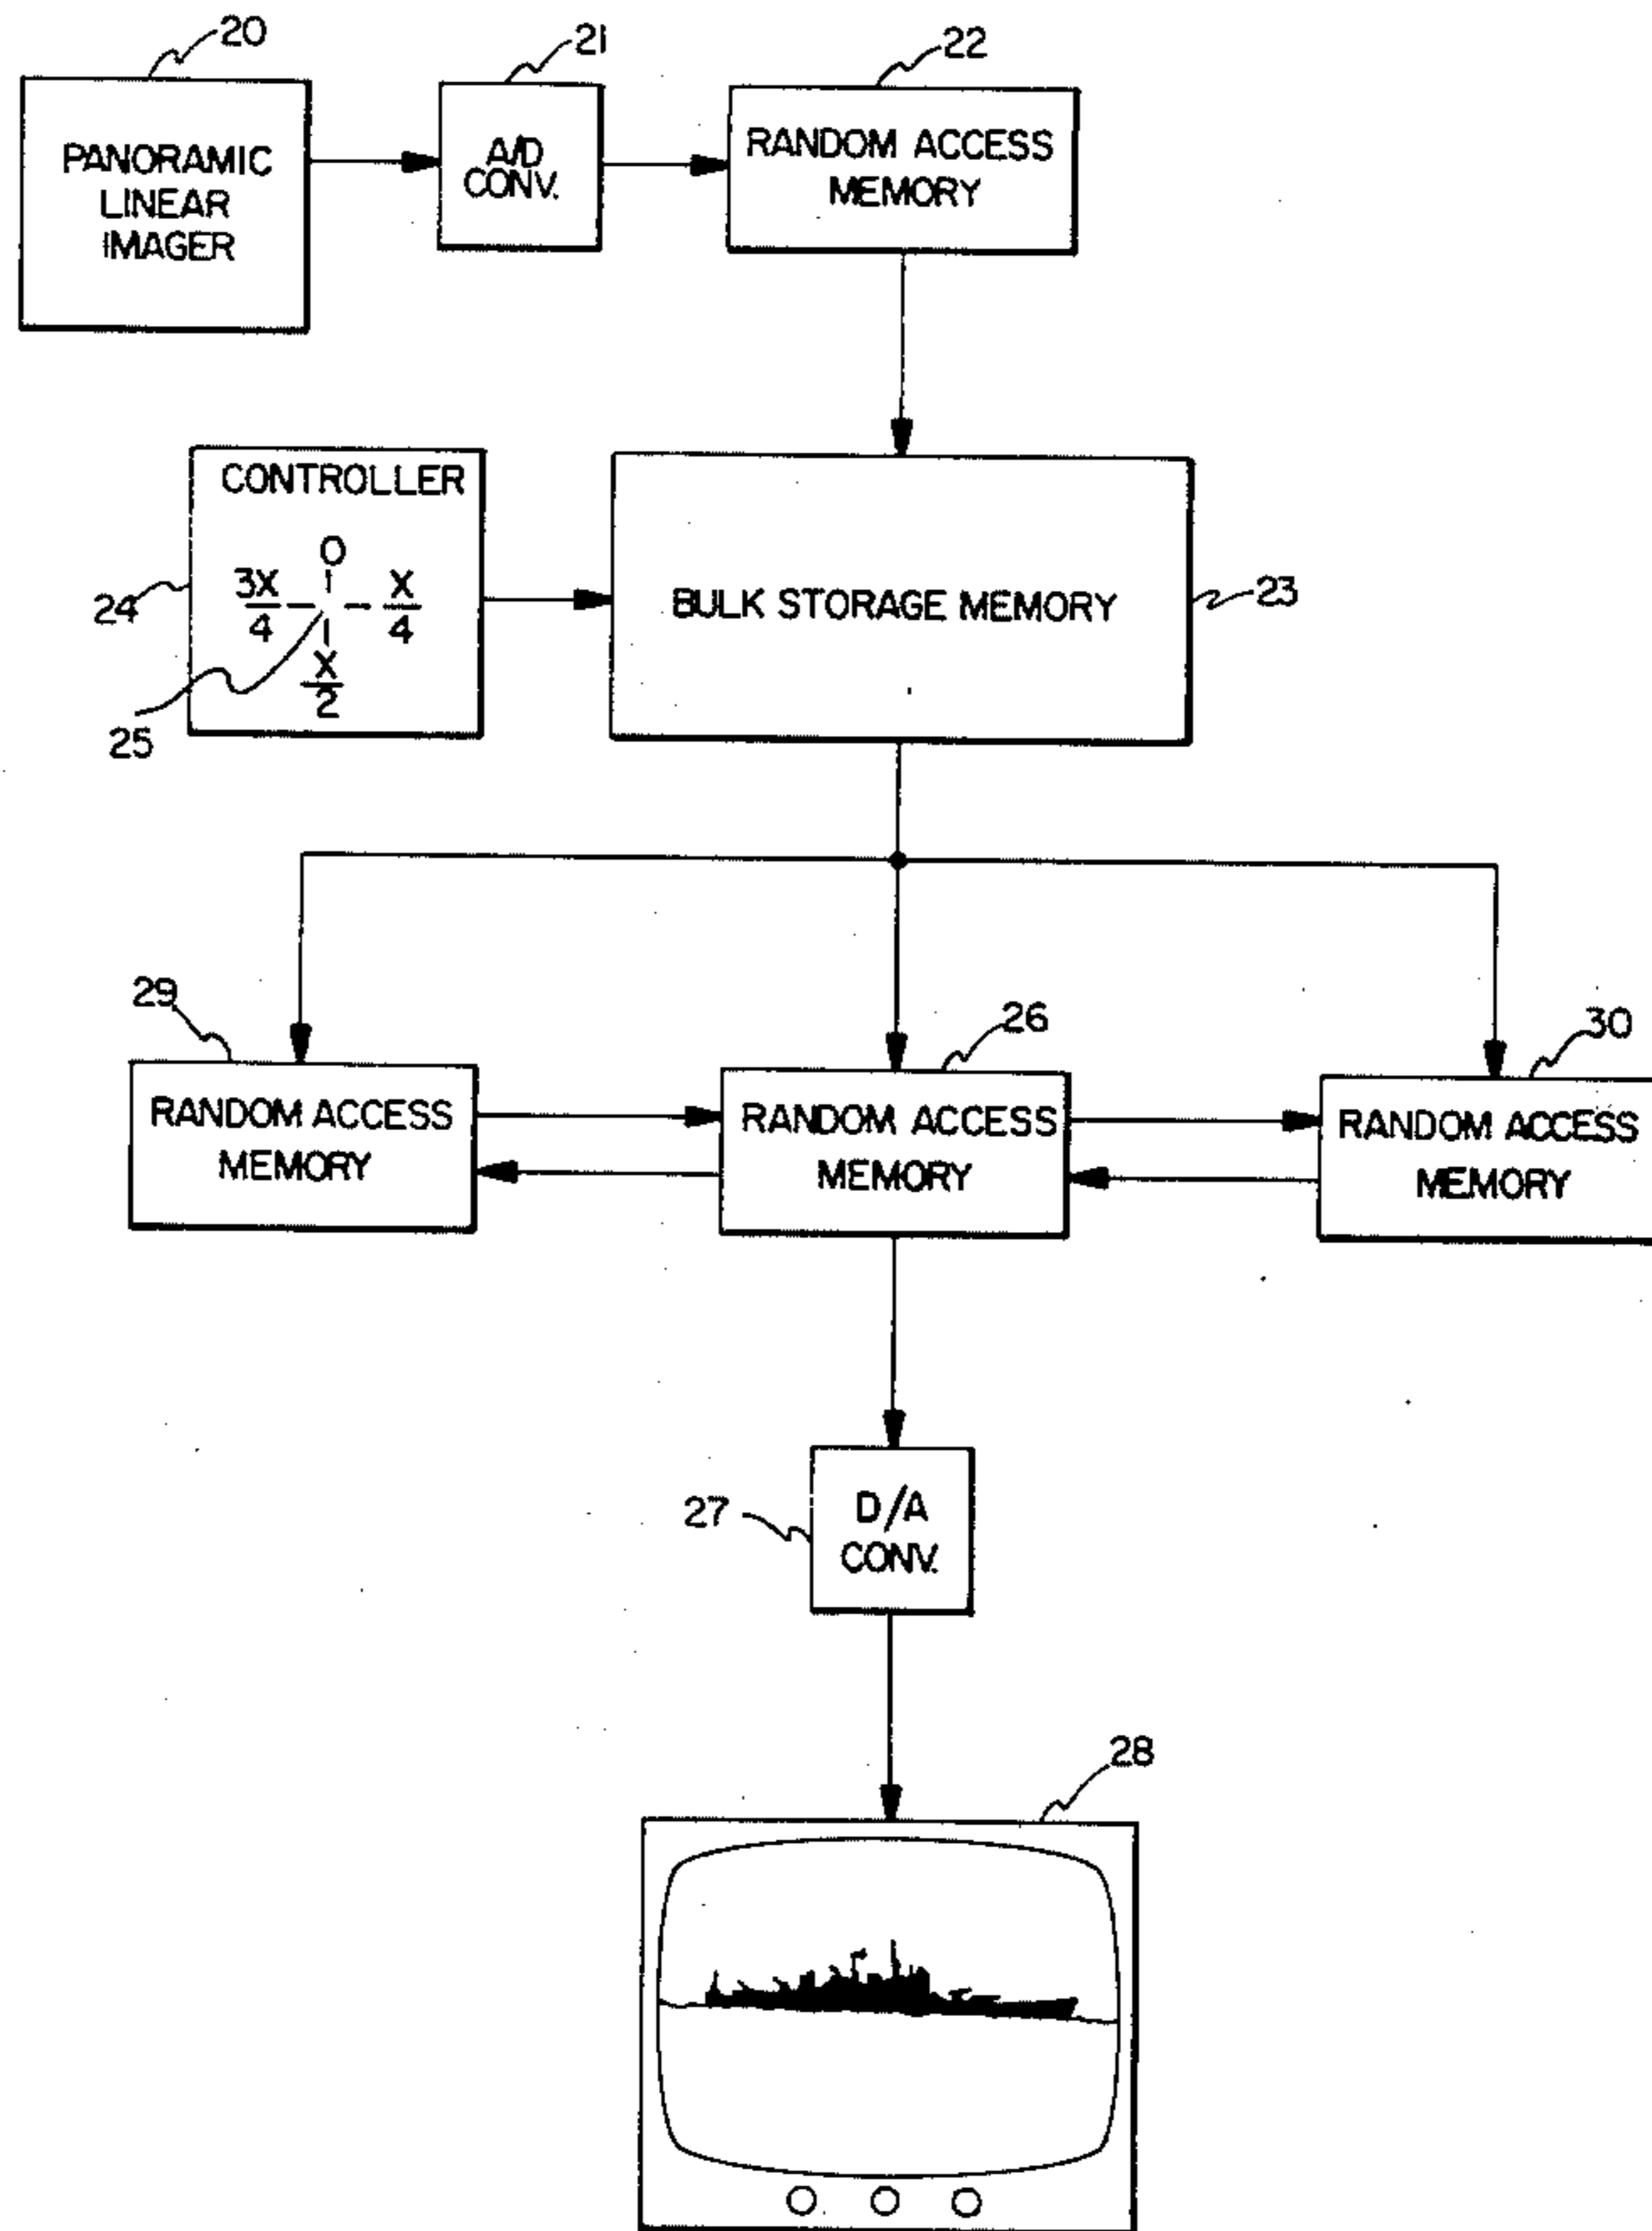 20
21
22
PANORAMIC
LINEAR
IMAGER
A/D
CONV.
RANDOM ACCESS
MEMORY
CONTROLLER
0
3X
4
X
4
X
2
24
25
BULK STORAGE MEMORY
23
29
26
30
RANDOM ACCESS
MEMORY
RANDOM ACCESS
MEMORY
RANDOM ACCESS
MEMORY
27
D/A
CONV.
28